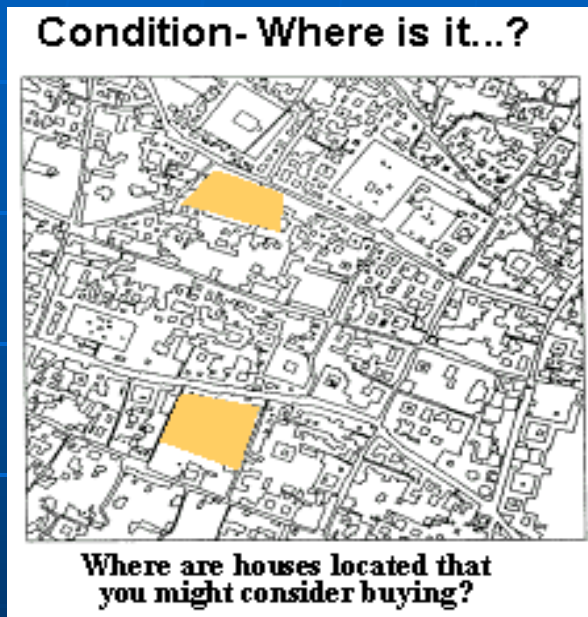 Condition- Where is it...?
Where are houses located that
you might consider buying?